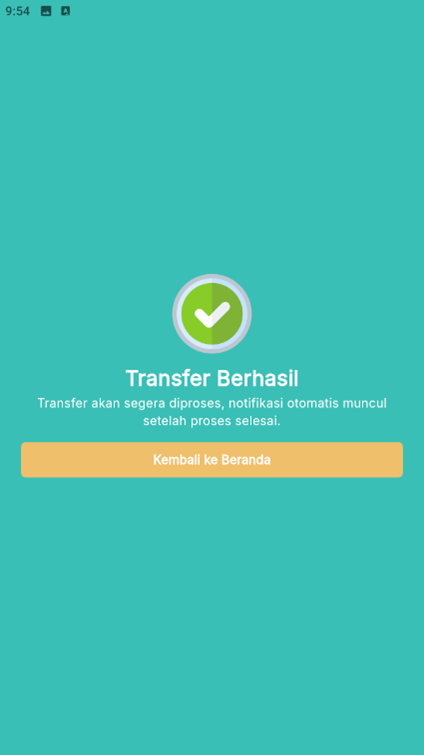 9:54
Transfer Berhasil
Transfer akan segera diproses, notifikasi otomatis muncul
setelah proses selesai.
Kembali ke Beranda